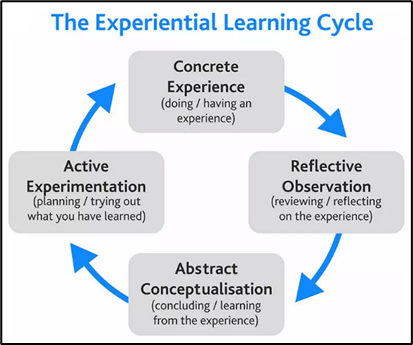 The Experiential Learning Cycle
Concrete
Experience
(doing / having an
experience)
Reflective
Observation
(reviewing / reflecting
on the experience)
Abstract
Conceptualisation
(concluding / learning
from the experience)
Active
Experimentation
(planning / trying out
what you have learned)